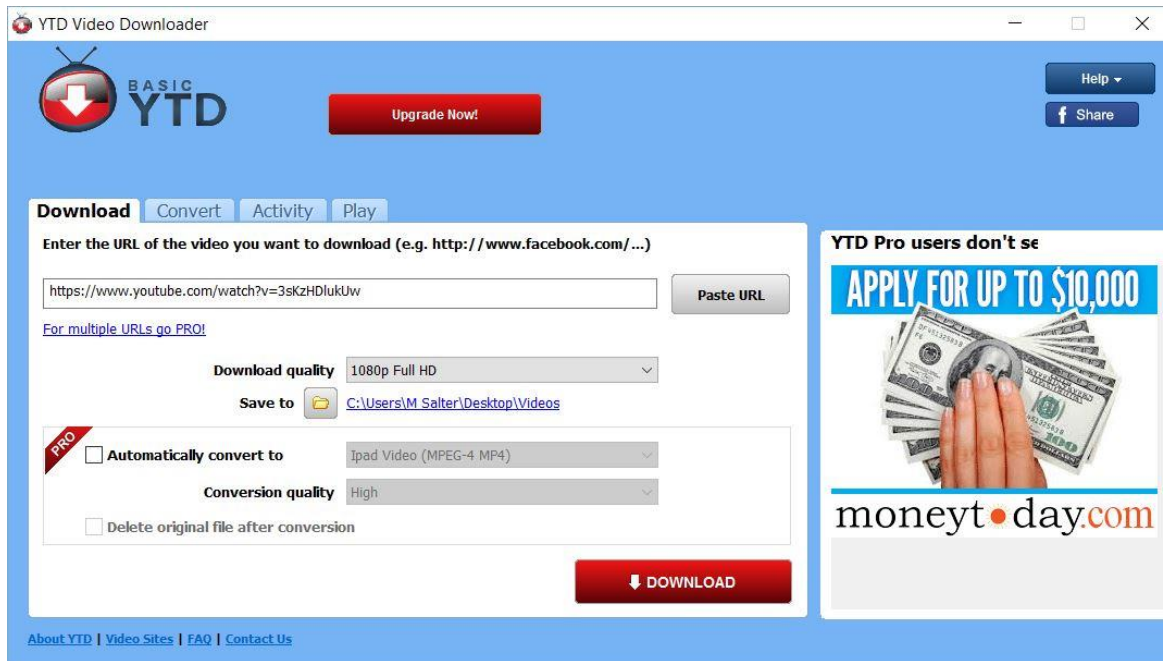 YTD Video Downloader
BASIC
YTD
Upgrade Now!
Help
f Share
Download Convert Activity Play
Enter the URL of the video you want to download (e.g. http://www.facebook.com/...)
https://www.youtube.com/watch?v=3sKzHDlukUw
Paste URL
For multiple URLs go PRO!
Download quality 1080p Full HD
Save to C:\Users\M Salter\Desktop\Videos
PRO
Automatically convert to Ipad Video (MPEG-4 MP4)
Conversion quality High
Delete original file after conversion
DOWNLOAD
YTD Pro users don't se
APPLY FOR UP TO $10,000
100
moneytoday.com
About YTD | Video Sites | FAQ | Contact Us